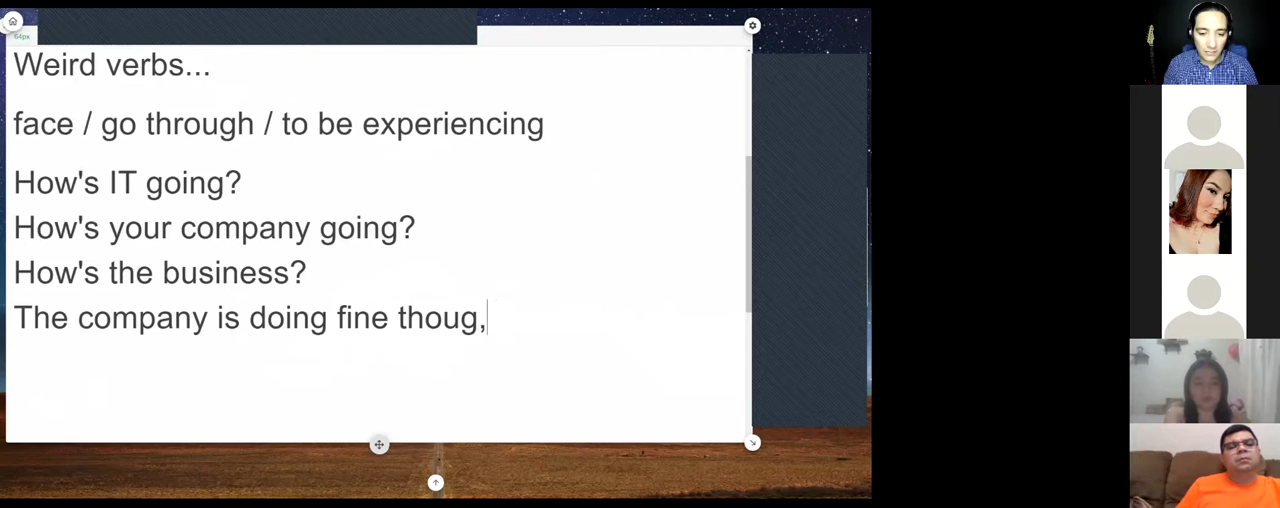 64px
Weird verbs...
face / go through / to be experiencing
How's IT going?
How's your company going?
How's the business?
The company is doing fine thoug,